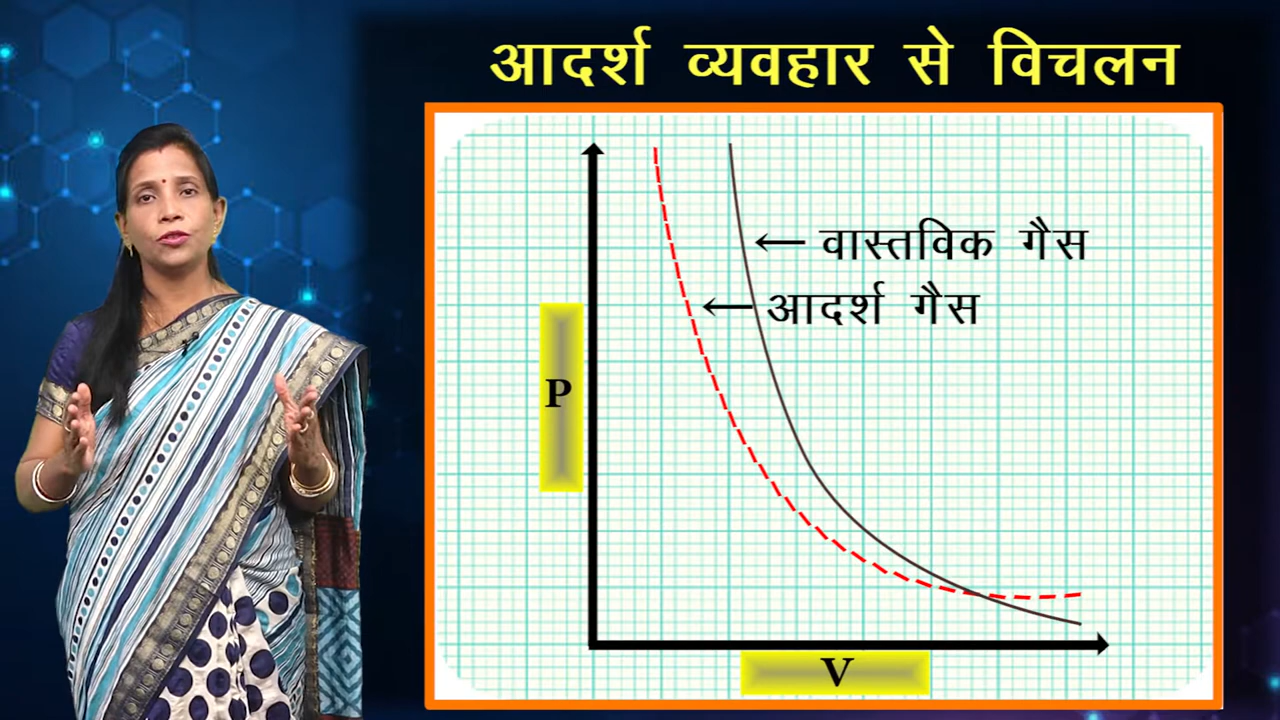 आदर्श व्यवहार से विचलन
← वास्तविक गैस
← आदर्श गैस
P
V